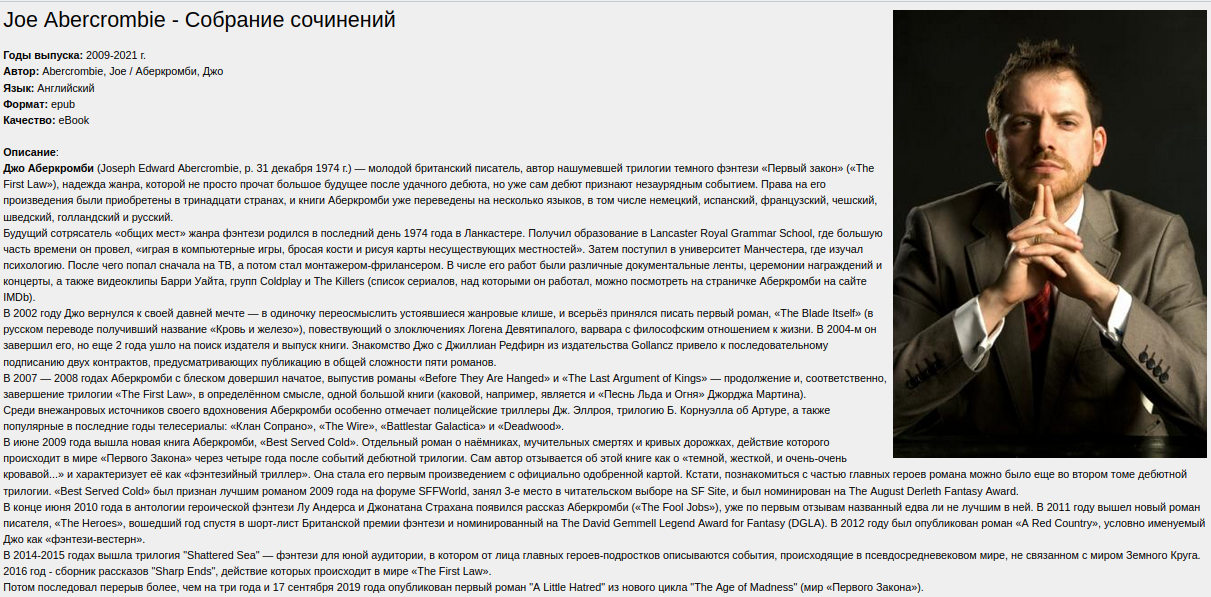 Joe Abercrombie - Собрание сочинений
Годы выпуска: 2009-2021 г.
Автор: Abercrombie, Joe / Аберкромби, Джо
Язык: Английский
Формат: epub
Качество: eBook
Описание:
Джо Аберкромби (Joseph Edward Abercrombie, р. 31 декабря 1974 г.) — молодой британский писатель, автор нашумевшей трилогии темного фэнтези «Первый закон» («The
First Law»), надежда жанра, которой не просто прочат большое будущее после удачного дебюта, но уже сам дебют признают незаурядным событием. Права на его
произведения были приобретены в тринадцати странах, и книги Аберкромби уже переведены на несколько языков, в том числе немецкий, испанский, французский, чешский,
шведский, голландский и русский.
Будущий сотрясатель «общих мест» жанра фэнтези родился в последний день 1974 года в Ланкастере. Получил образование в Lancaster Royal Grammar School, где большую
часть времени он провел, «играя в компьютерные игры, бросая кости и рисуя карты несуществующих местностей». Затем поступил в университет Манчестера, где изучал
психологию. После чего попал сначала на ТВ, а потом стал монтажером-фрилансером. В числе его работ были различные документальные ленты, церемонии награждений и
концерты, а также видеоклипы Барри Уайта, групп Coldplay и The Killers (список сериалов, над которыми он работал, можно посмотреть на страничке Аберкромби на сайте
IMDb).
В 2002 году Джо вернулся к своей давней мечте — в одиночку переосмыслить устоявшиеся жанровые клише, и всерьёз принялся писать первый роман, «The Blade Itself» (в
русском переводе получивший название «Кровь и железо»), повествующий о злоключениях Логена Девятипалого, варвара с философским отношением к жизни. В 2004-м он
завершил его, но еще 2 года ушло на поиск издателя и выпуск книги. Знакомство Джо с Джиллиан Редфирн из издательства Gollancz привело к последовательному
подписанию двух контрактов, предусматривающих публикацию в общей сложности пяти романов.
В 2007 — 2008 годах Аберкромби с блеском довершил начатое, выпустив романы «Before They Are Hanged» и «The Last Argument of Kings» — продолжение и, соответственно,
завершение трилогии «The First Law», в определённом смысле, одной большой книги (каковой, например, является и «Песнь Льда и Огня» Джорджа Мартина).
Среди внежанровых источников своего вдохновения Аберкромби особенно отмечает полицейские триллеры Дж. Эллроя, трилогию Б. Корнуэлла об Артуре, а также
популярные в последние годы телесериалы: «Клан Сопрано», «The Wire», «Battlestar Galactica» и «Deadwood».
В июне 2009 года вышла новая книга Аберкромби, «Best Served Cold». Отдельный роман о наёмниках, мучительных смертях и кривых дорожках, действие которого
происходит в мире «Первого Закона» через четыре года после событий дебютной трилогии. Сам автор отзывается об этой книге как о «темной, жесткой, и очень-очень
кровавой...» и характеризует её как «фэнтезийный триллер». Она стала его первым произведением с официально одобренной картой. Кстати, познакомиться с частью главных героев романа можно было еще во втором томе дебютной
трилогии. «Best Served Cold» был признан лучшим романом 2009 года на форуме SFFWorld, занял 3-е место в читательском выборе на SF Site, и был номинирован на The August Derleth Fantasy Award.
В конце июня 2010 года в антологии героической фэнтези Лу Андерса и Джонатана Страхана появился рассказ Аберкромби («The Fool Jobs»), уже по первым отзывам названный едва ли не лучшим в ней. В 2011 году вышел новый роман
писателя, «The Heroes», вошедший год спустя в шорт-лист Британской премии фэнтези и номинированный на The David Gemmell Legend Award for Fantasy (DGLA). В 2012 году был опубликован роман «A Red Country», условно именуемый
Джо как «фэнтези-вестерн».
В 2014-2015 годах вышла трилогия "Shattered Sea" — фэнтези для юной аудитории, в котором от лица главных героев-подростков описываются события, происходящие в псевдосредневековом мире, не связанном с миром Земного Круга.
2016 год - сборник рассказов "Sharp Ends", действие которых происходит в мире «The First Law».
Потом последовал перерыв более, чем на три года и 17 сентября 2019 года опубликован первый роман "A Little Hatred" из нового цикла "The Age of Madness" (мир «Первого Закона»).